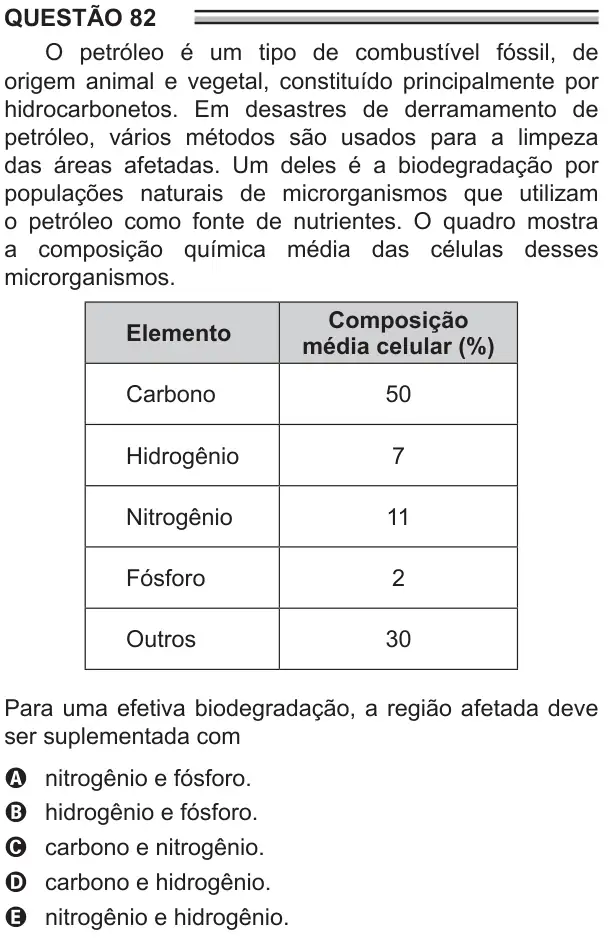 QUESTÃO 82
O petróleo é um tipo de combustível fóssil, de
origem animal e vegetal, constituído principalmente por
hidrocarbonetos. Em desastres de derramamento de
petróleo, vários métodos são usados para a limpeza
das áreas afetadas. Um deles é a biodegradação por
populações naturais de microrganismos que utilizam
o petróleo como fonte de nutrientes. O quadro mostra
a composição química média das células desses
microrganismos.
Elemento
Composição
média celular (%)
Carbono 50
Hidrogênio 7
Nitrogênio 11
Fósforo 2
Outros 30
Para uma efetiva biodegradação, a região afetada deve
ser suplementada com
A nitrogênio e fósforo.
B hidrogênio e fósforo.
C carbono e nitrogênio.
D carbono e hidrogênio.
E nitrogênio e hidrogênio.